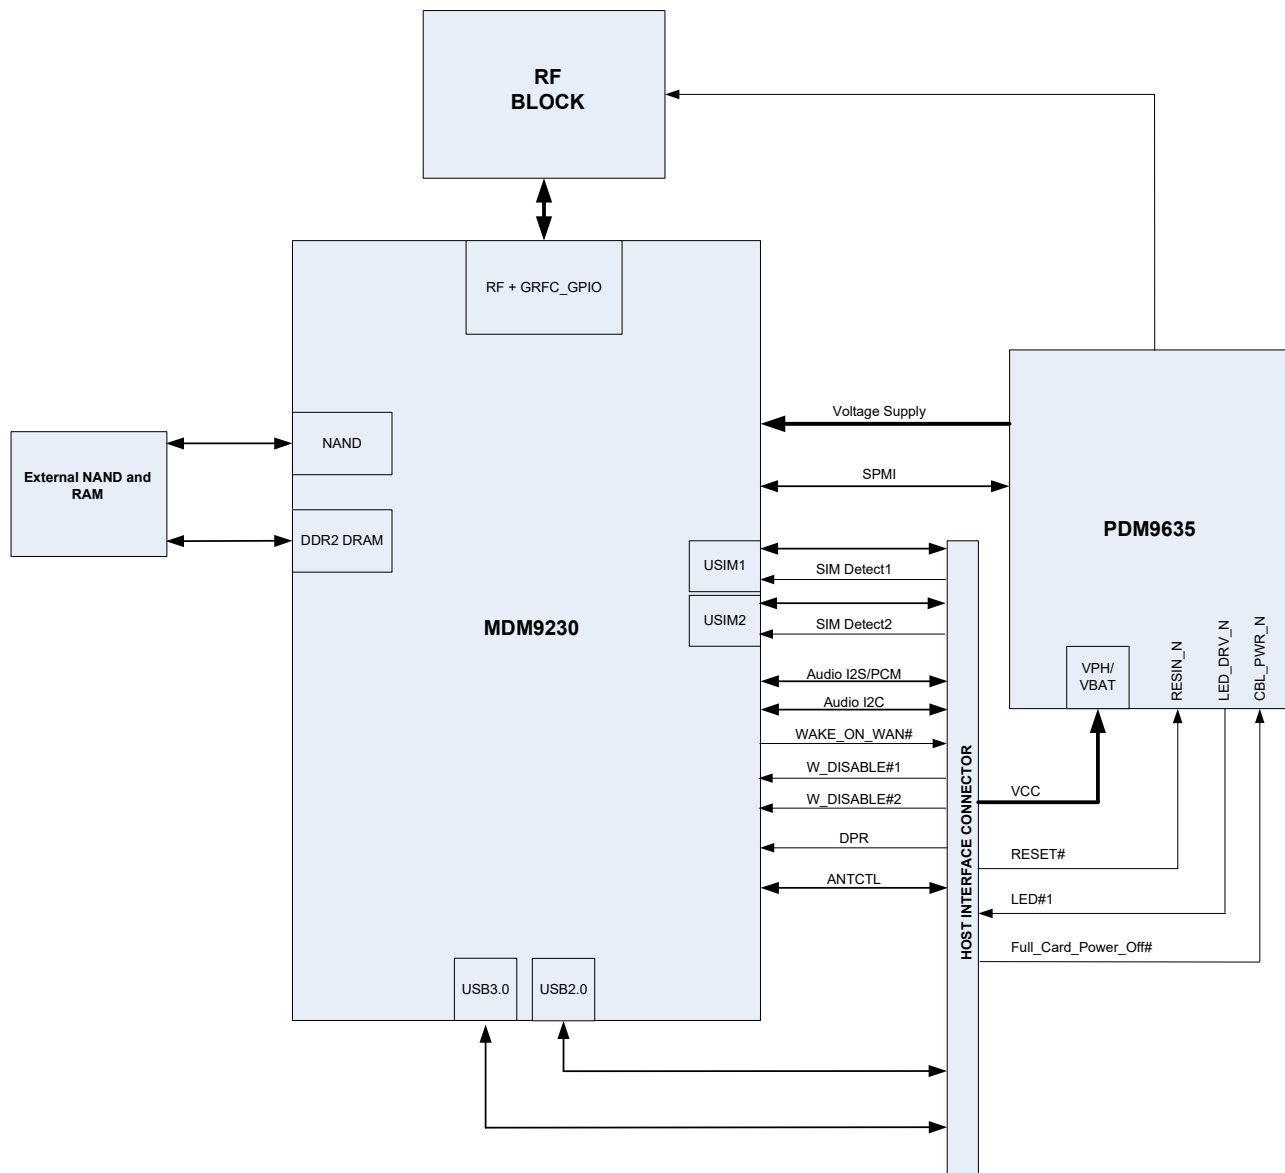 RF
BLOCK
RF + GRFC_GPIO
Voltage Supply
NAND
SPMI
External NAND and
RAM
PDM9635
DDR2 DRAM
USIM1
SIM Detect1
USIM2
SIM Detect2
MDM9230
VPH/
VBAT
RESIN_N
LED_DRV_N
CBL_PWR_N
Audio I2S/PCM
Audio I2C
WAKE_ON_WAN#
W_DISABLE#1
W_DISABLE#2
DPR
ANTCTL
HOST INTERFACE CONNECTOR
VCC
RESET#
LED#1
Full_Card_Power_Off#
USB3.0
USB2.0